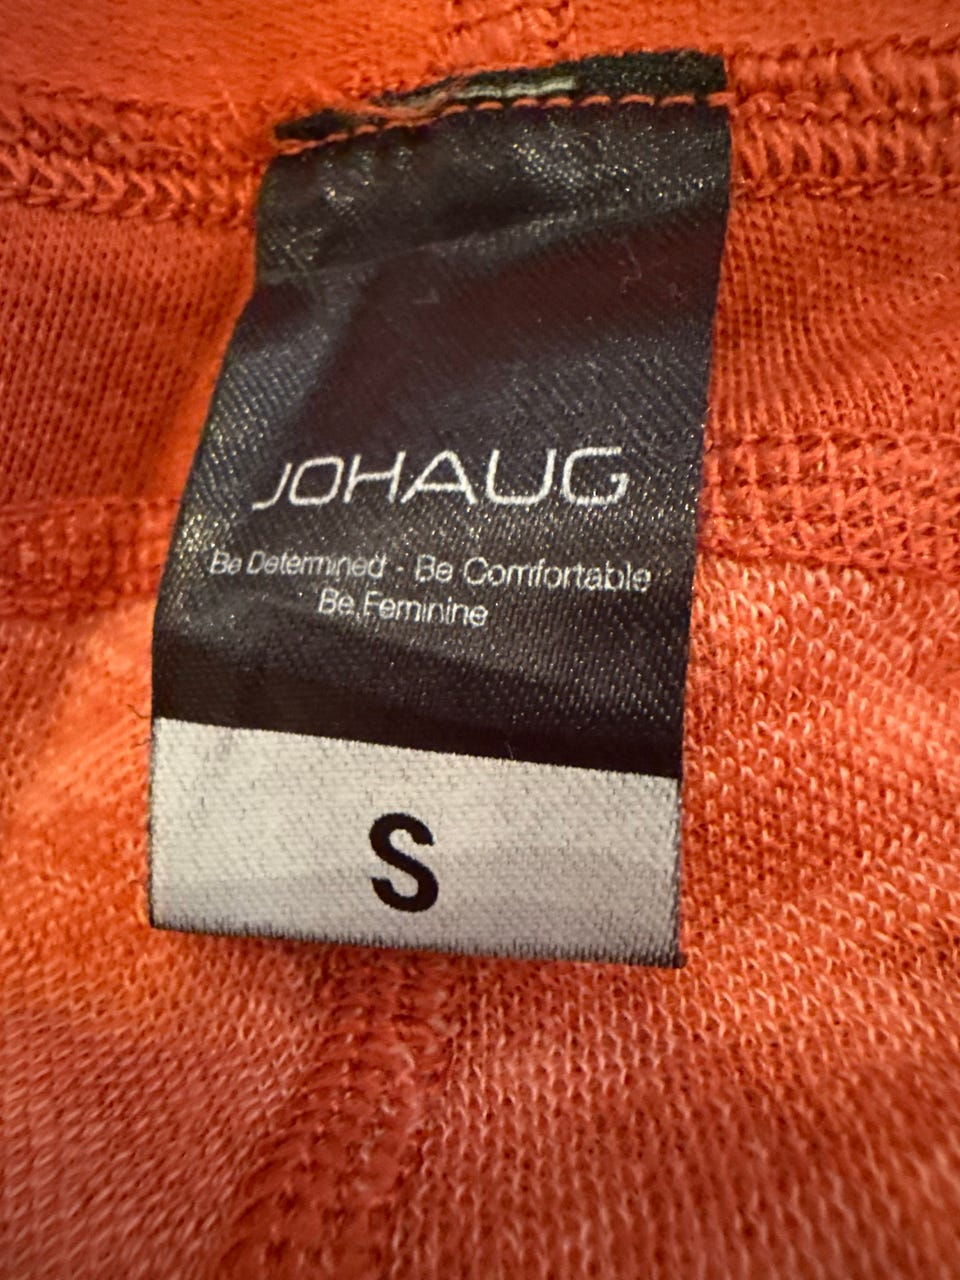 JOHAUG
Be Determined - Be Comfortable
Be Feminine
S